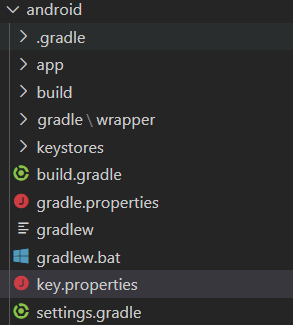 android
.gradle
app
build
gradle\wrapper
keystores
build.gradle
gradle.properties
gradlew
gradlew.bat
key.properties
settings.gradle